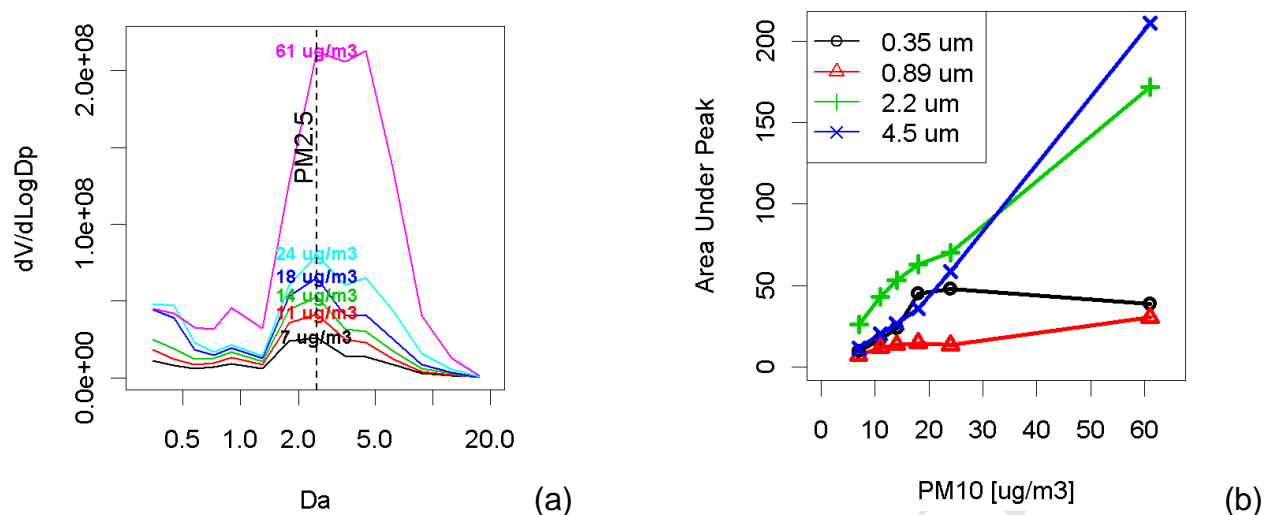 dV/dLogDp
0.0e+00
1.0e+08
2.0e+08
61 ug/m3
24 ug/m3
18 ug/m3
14 ug/m3
11 ug/m3
7 ug/m3
PM2.5
0.5 1.0 2.0 5.0 20.0
Da
(a)
Area Under Peak
0 50 100 150 200
0.35 um
0.89 um
2.2 um
4.5 um
0 10 20 30 40 50 60
PM10 [ug/m3]
(b)